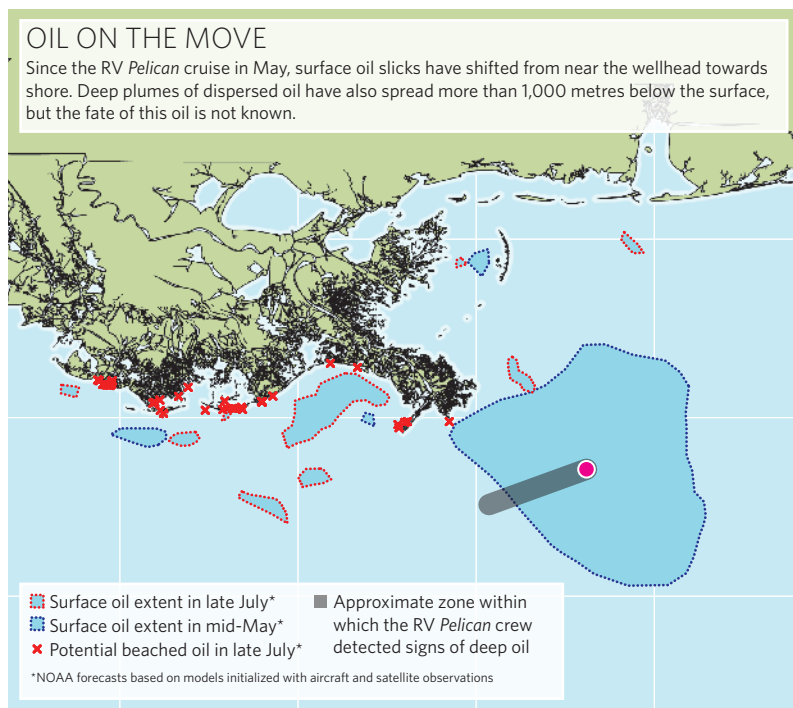 OIL ON THE MOVE
Since the RV Pelican cruise in May, surface oil slicks have shifted from near the wellhead towards
shore. Deep plumes of dispersed oil have also spread more than 1,000 metres below the surface,
but the fate of this oil is not known.
Surface oil extent in late July*
Surface oil extent in mid-May*
Potential beached oil in late July*
*NOAA forecasts based on models initialized with aircraft and satellite observations
Approximate zone within
which the RV Pelican crew
detected signs of deep oil